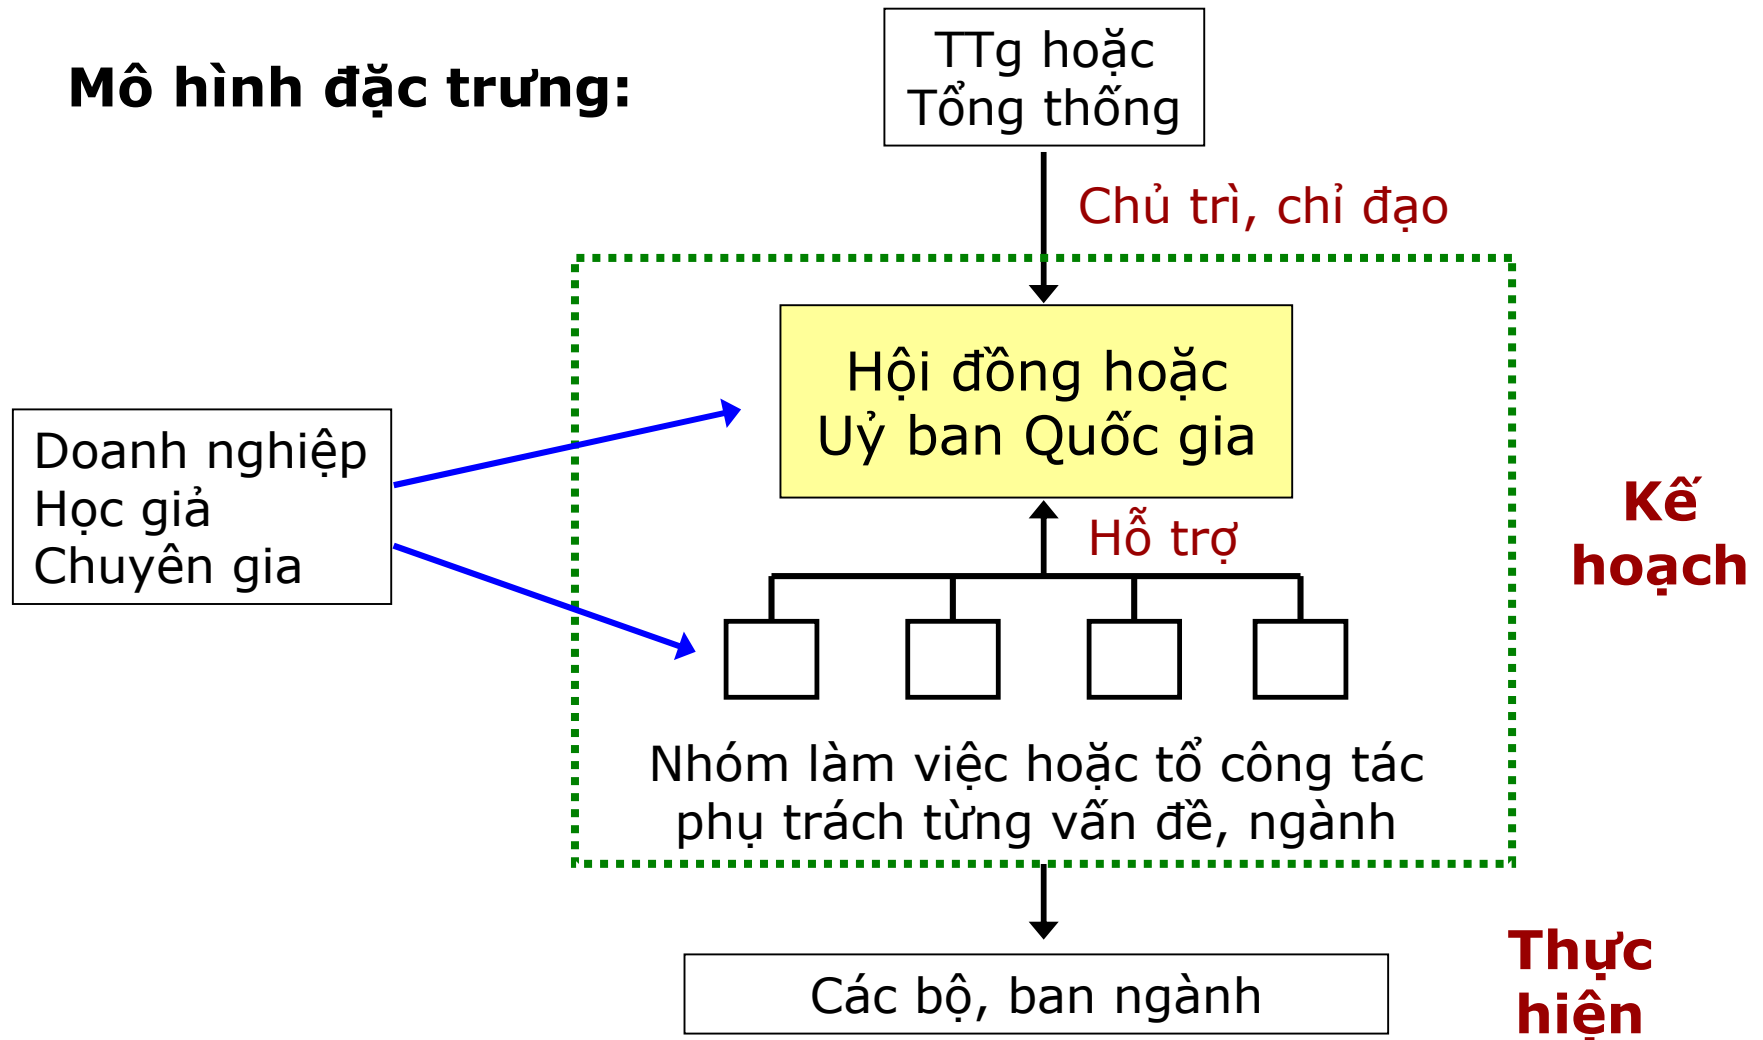 Mô hình đặc trưng:
TTg hoặc
Tổng thống
Chủ trì, chỉ đạo
Hội đồng hoặc
Uỷ ban Quốc gia
Doanh nghiệp
Học giả
Chuyên gia
Hỗ trợ
Kế
hoạch
Nhóm làm việc hoặc tổ công tác
phụ trách từng vấn đề, ngành
Các bộ, ban ngành
Thực
hiện